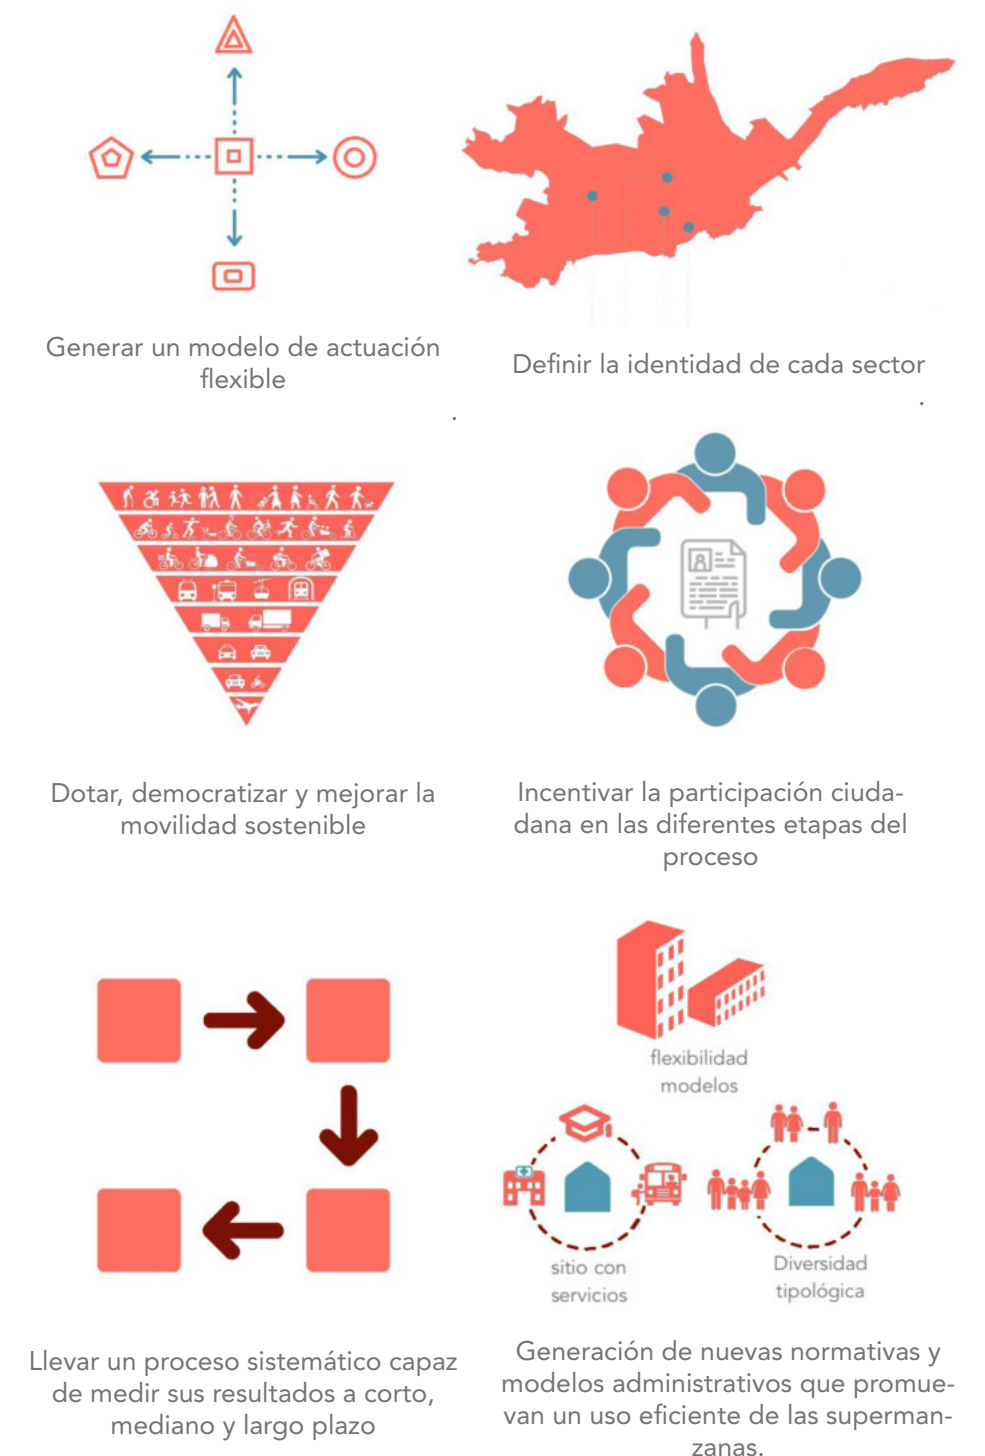 Generar un modelo de actuación
flexible
.
Definir la identidad de cada sector
.
Dotar, democratizar y mejorar la
movilidad sostenible
Incentivar la participación ciuda-
dana en las diferentes etapas del
proceso
Llevar un proceso sistemático capaz
de medir sus resultados a corto,
mediano y largo plazo
flexibilidad
modelos
sitio con
servicios
Diversidad
tipológica
Generación de nuevas normativas y
modelos administrativos que promue-
van un uso eficiente de las superman-
zanas.